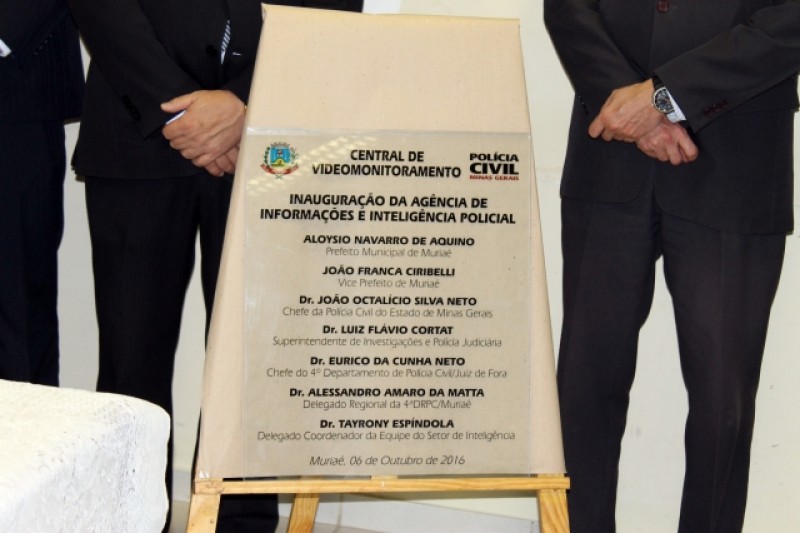 CENTRAL DE
VIDEOMONITORAMENTO
POLÍCIA
CIVIL
MINAS GERAIS
INAUGURAÇÃO DA AGÊNCIA DE
INFORMAÇÕES E INTELIGÊNCIA POLICIAL
ALOYSIO NAVARRO DE AQUINO
Prefeito Municipal de Muriaé
JOÃO FRANCA CIRIBELLI
Vice Prefeito de Muriaé
Dr. JOÃO OCTALÍCIO SILVA NETO
Chefe da Polícia Civil do Estado de Minas Gerais
Dr. LUIZ FLÁVIO CORTAT
Superintendente de Investigações e Polícia Judiciária
Dr. EURICO DA CUNHA NETO
Chefe do 4º Departamento de Polícia Civil/Juiz de Fora
Dr. ALESSANDRO AMARO DA MATTA
Delegado Regional da 4ªDRPC/Muriaé
Dr. TAYRONY ESPÍNDOLA
Delegado Coordenador da Equipe do Setor de Inteligência
Muriaé, 06 de Outubro de 2016